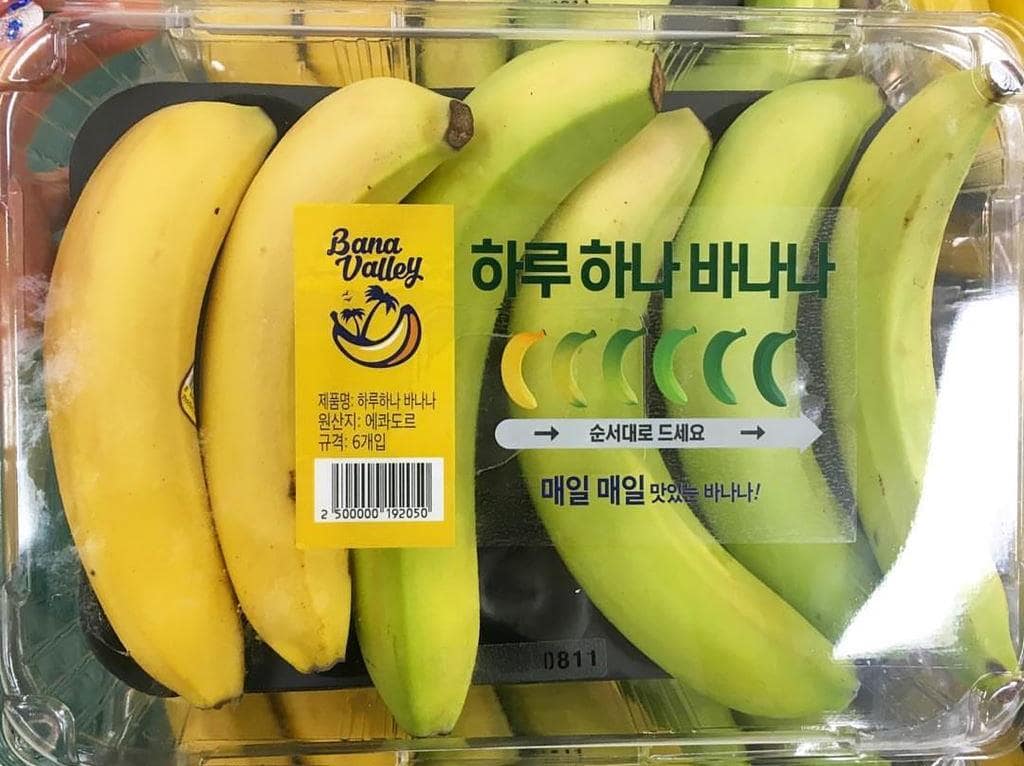 Bana
Valley
제품명: 하루하나 바나나
원산지: 에콰도르
규격: 6개입
2 500000 192050
하루 하나 바나나
→ 순서대로 드세요 →
매일 매일 맛있는 바나나!
0811